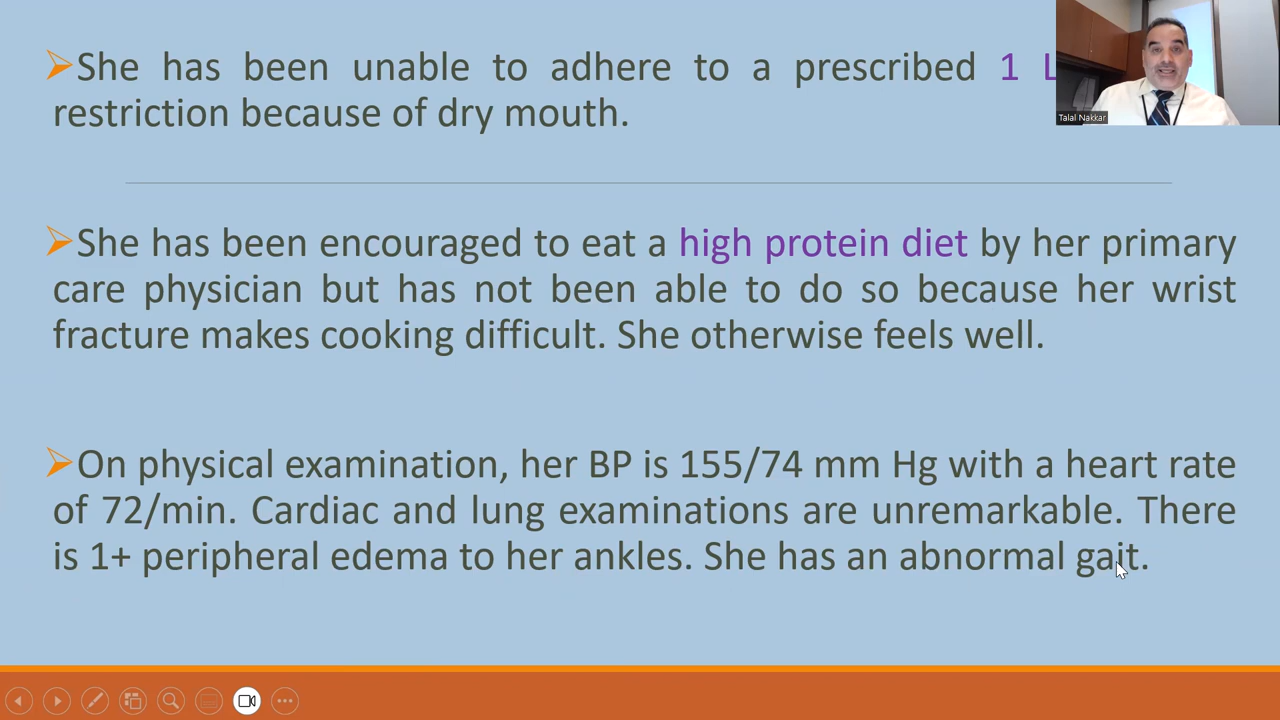 She has been unable to adhere to a prescribed 1 L
restriction because of dry mouth.
Talal Nakkar
She has been encouraged to eat a high protein diet by her primary
care physician but has not been able to do so because her wrist
fracture makes cooking difficult. She otherwise feels well.
On physical examination, her BP is 155/74 mm Hg with a heart rate
of 72/min. Cardiac and lung examinations are unremarkable. There
is 1+ peripheral edema to her ankles. She has an abnormal gait.